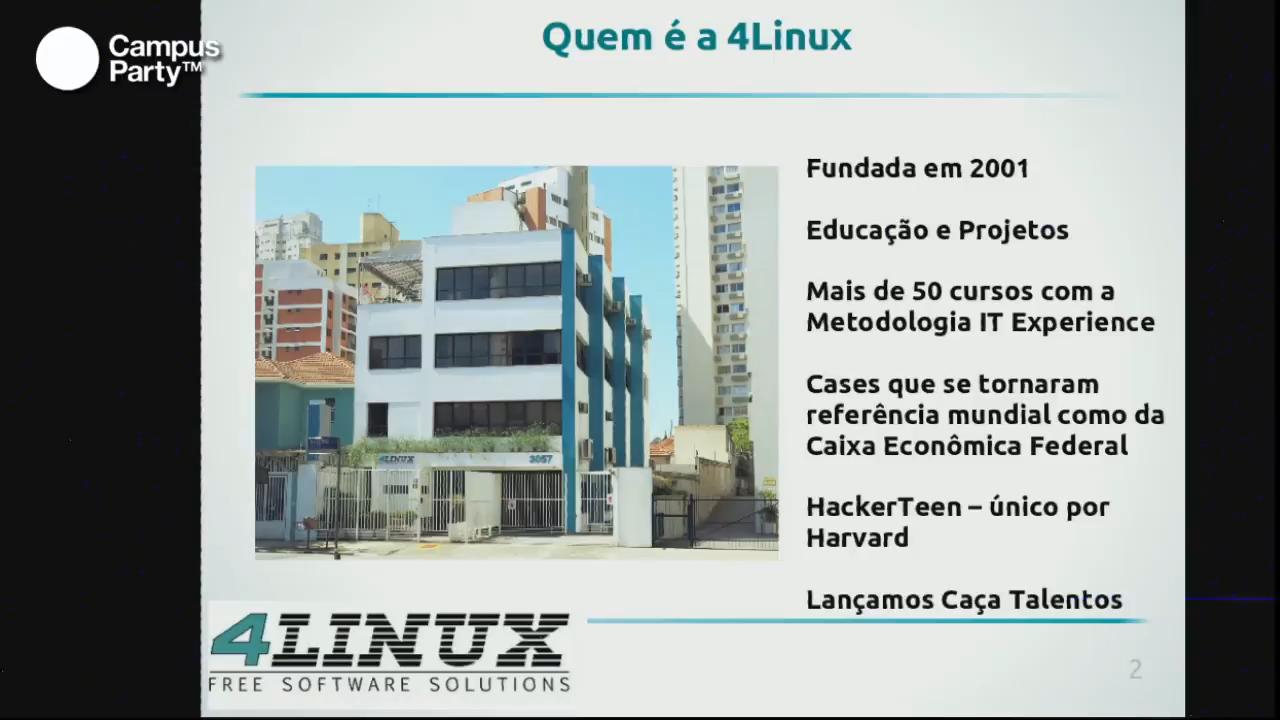 Campus
Party™
Quem é a 4Linux
Fundada em 2001
Educação e Projetos
Mais de 50 cursos com a
Metodologia IT Experience
Cases que se tornaram
referência mundial como da
Caixa Econômica Federal
HackerTeen – único por
Harvard
Lançamos Caça Talentos
4LINUX
3057
4LINUX
FREE SOFTWARE SOLUTIONS
2